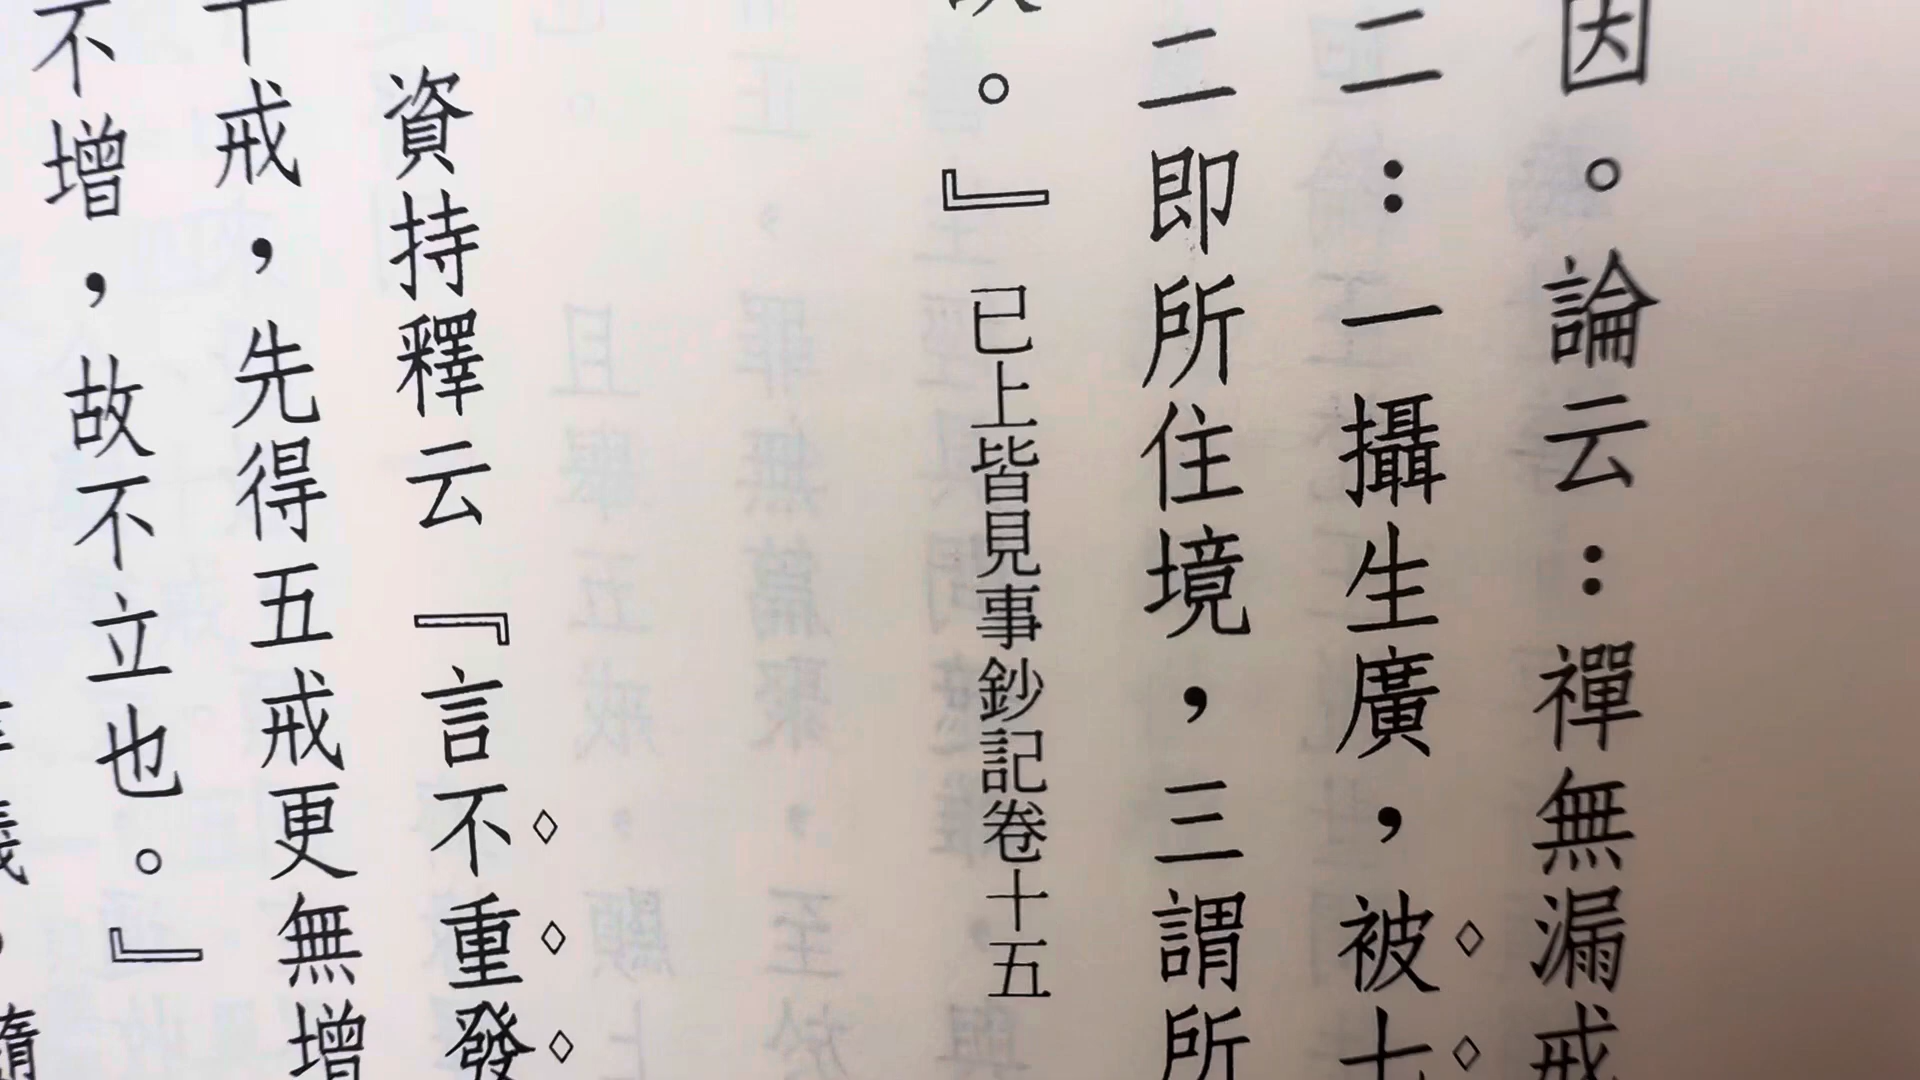 因。論云：禪無漏戒
二：一攝生廣，被七
二即所住境，三謂所
。』已上皆見事鈔記卷十五
資持釋云『言不重發
十戒，先得五戒更無增
不增，故不立也。』隨